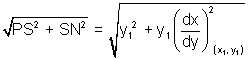 √(PS² + SN²) = √(y₁² + y₁(dx/dy)²₍ₓ₁, ᵧ₁₎)